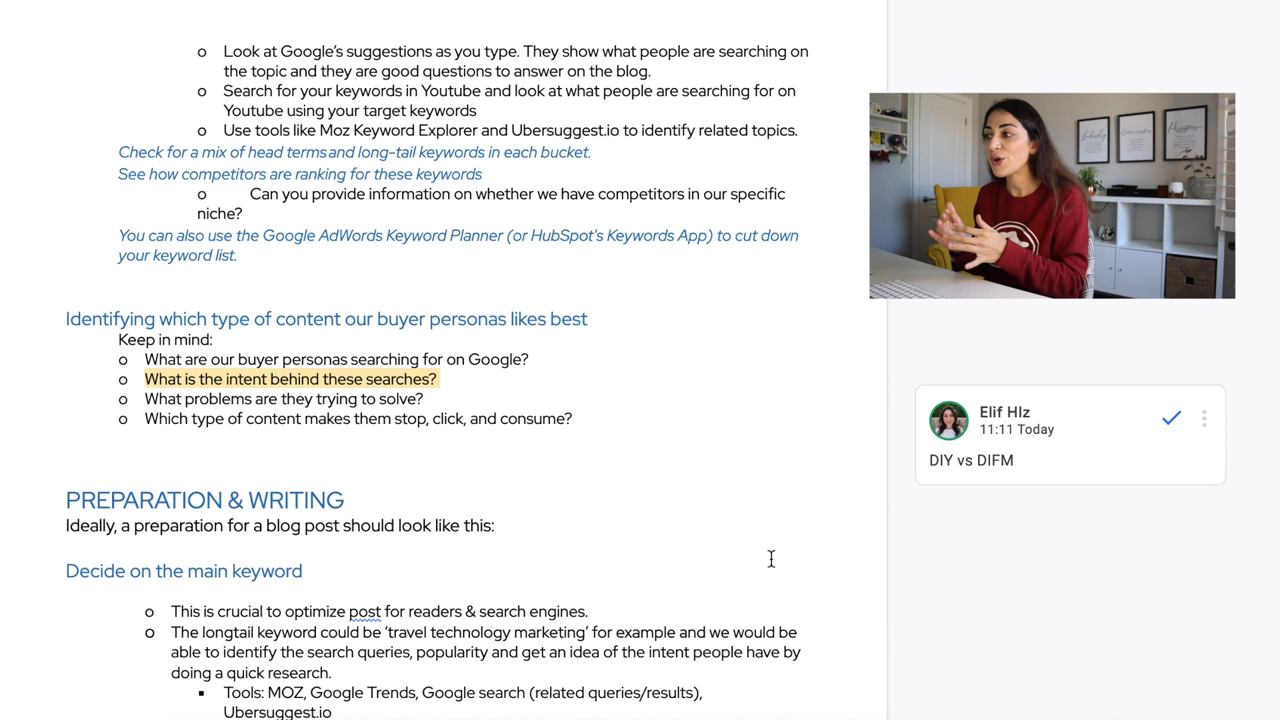 o Look at Google's suggestions as you type. They show what people are searching on
the topic and they are good questions to answer on the blog.
o Search for your keywords in Youtube and look at what people are searching for on
Youtube using your target keywords
o Use tools like Moz Keyword Explorer and Ubersuggest.io to identify related topics.
Check for a mix of head terms and long-tail keywords in each bucket.
See how competitors are ranking for these keywords
o Can you provide information on whether we have competitors in our specific
niche?
You can also use the Google AdWords Keyword Planner (or HubSpot's Keywords App) to cut down
your keyword list.
Identifying which type of content our buyer personas likes best
Keep in mind:
o What are our buyer personas searching for on Google?
o What is the intent behind these searches?
o What problems are they trying to solve?
o Which type of content makes them stop, click, and consume?
Elif Hlz
11:11 Today
DIY vs DIFM
PREPARATION & WRITING
Ideally, a preparation for a blog post should look like this:
Decide on the main keyword
o This is crucial to optimize post for readers & search engines.
o The longtail keyword could be 'travel technology marketing' for example and we would be
able to identify the search queries, popularity and get an idea of the intent people have by
doing a quick research.
▪ Tools: MOZ, Google Trends, Google search (related queries/results),
Ubersuggest.io